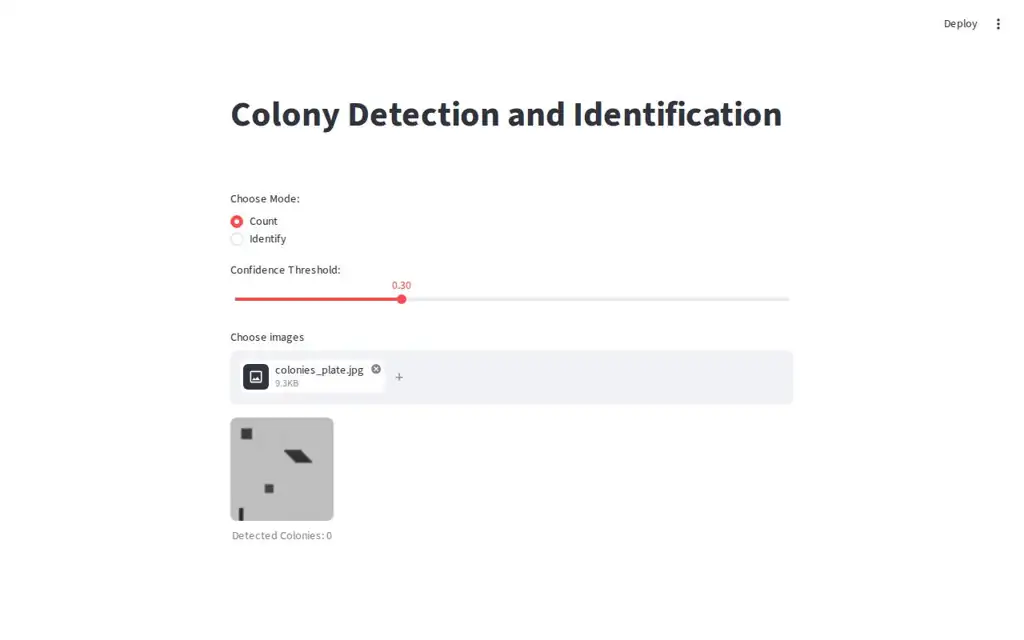 Deploy
Colony Detection and Identification
Choose Mode:
Count
Identify
Confidence Threshold:
0.30
Choose images
colonies_plate.jpg
9.3KB
Detected Colonies: 0